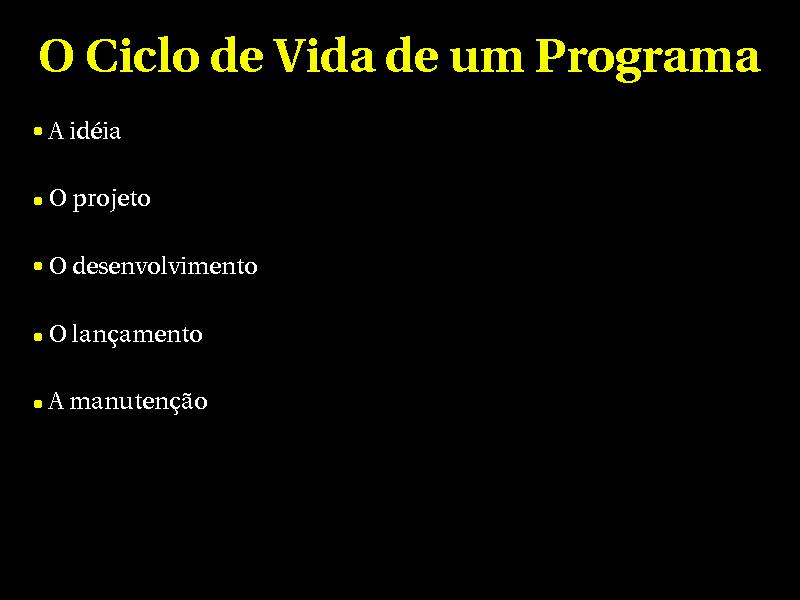 O Ciclo de Vida de um Programa
• A idéia
• O projeto
• O desenvolvimento
• O lançamento
• A manutenção